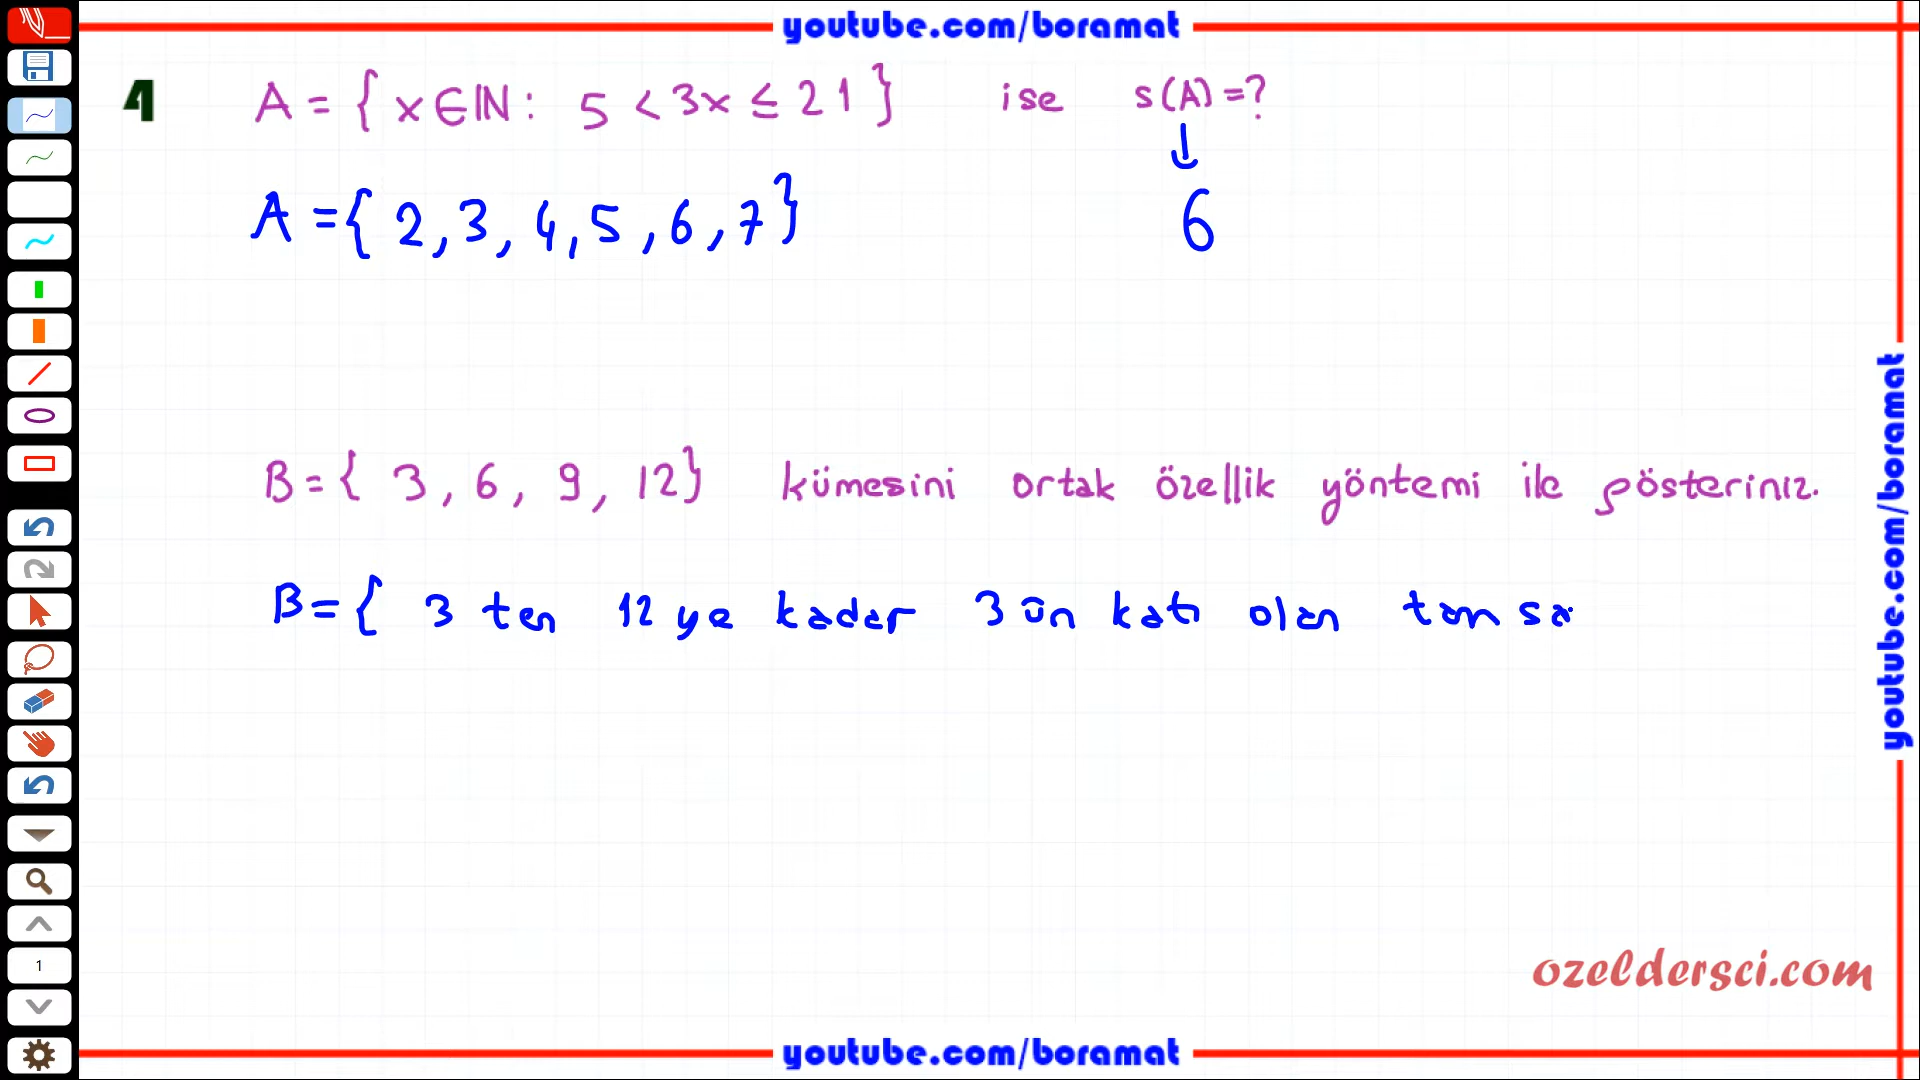 youtube.com/boramat
4 A = { x ∈ IN : 5 < 3x ≤ 21 } ise s(A) = ?
↓
A = { 2, 3, 4, 5, 6, 7 } 6
B = { 3, 6, 9, 12 } kümesini ortak özellik yöntemi ile gösteriniz.
B = { 3 ten 12 ye kadar 3 ün katı olan tam sa
youtube.com/boramat
1
ozeldersci.com
youtube.com/boramat